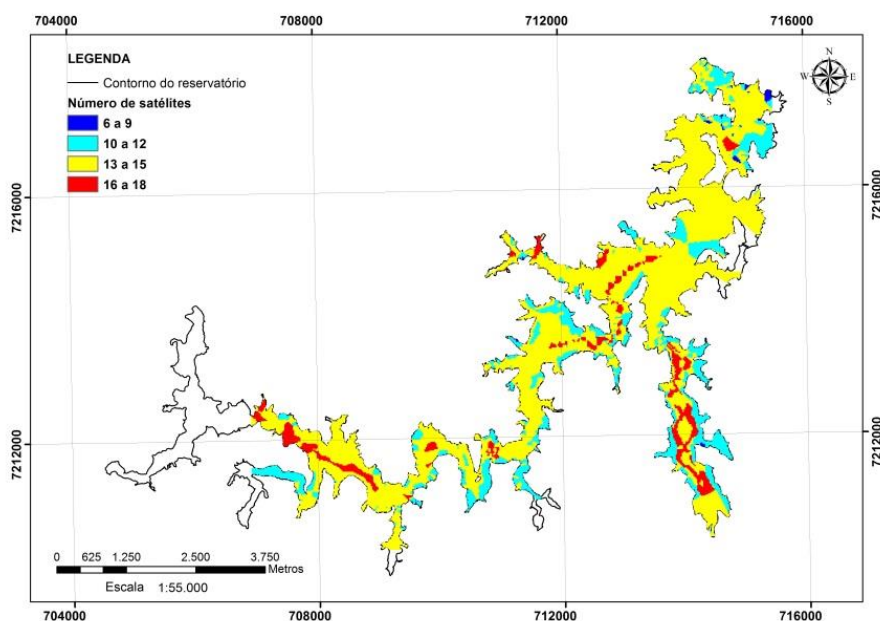 704000 708000 712000 716000
LEGENDA
Contorno do reservatório
Número de satélites
6 a 9
10 a 12
13 a 15
16 a 18
N
W E
S
7216000 7216000
7212000 7212000
0 625 1.250 2.500 3.750
Metros
Escala 1:55.000
704000 708000 712000 716000